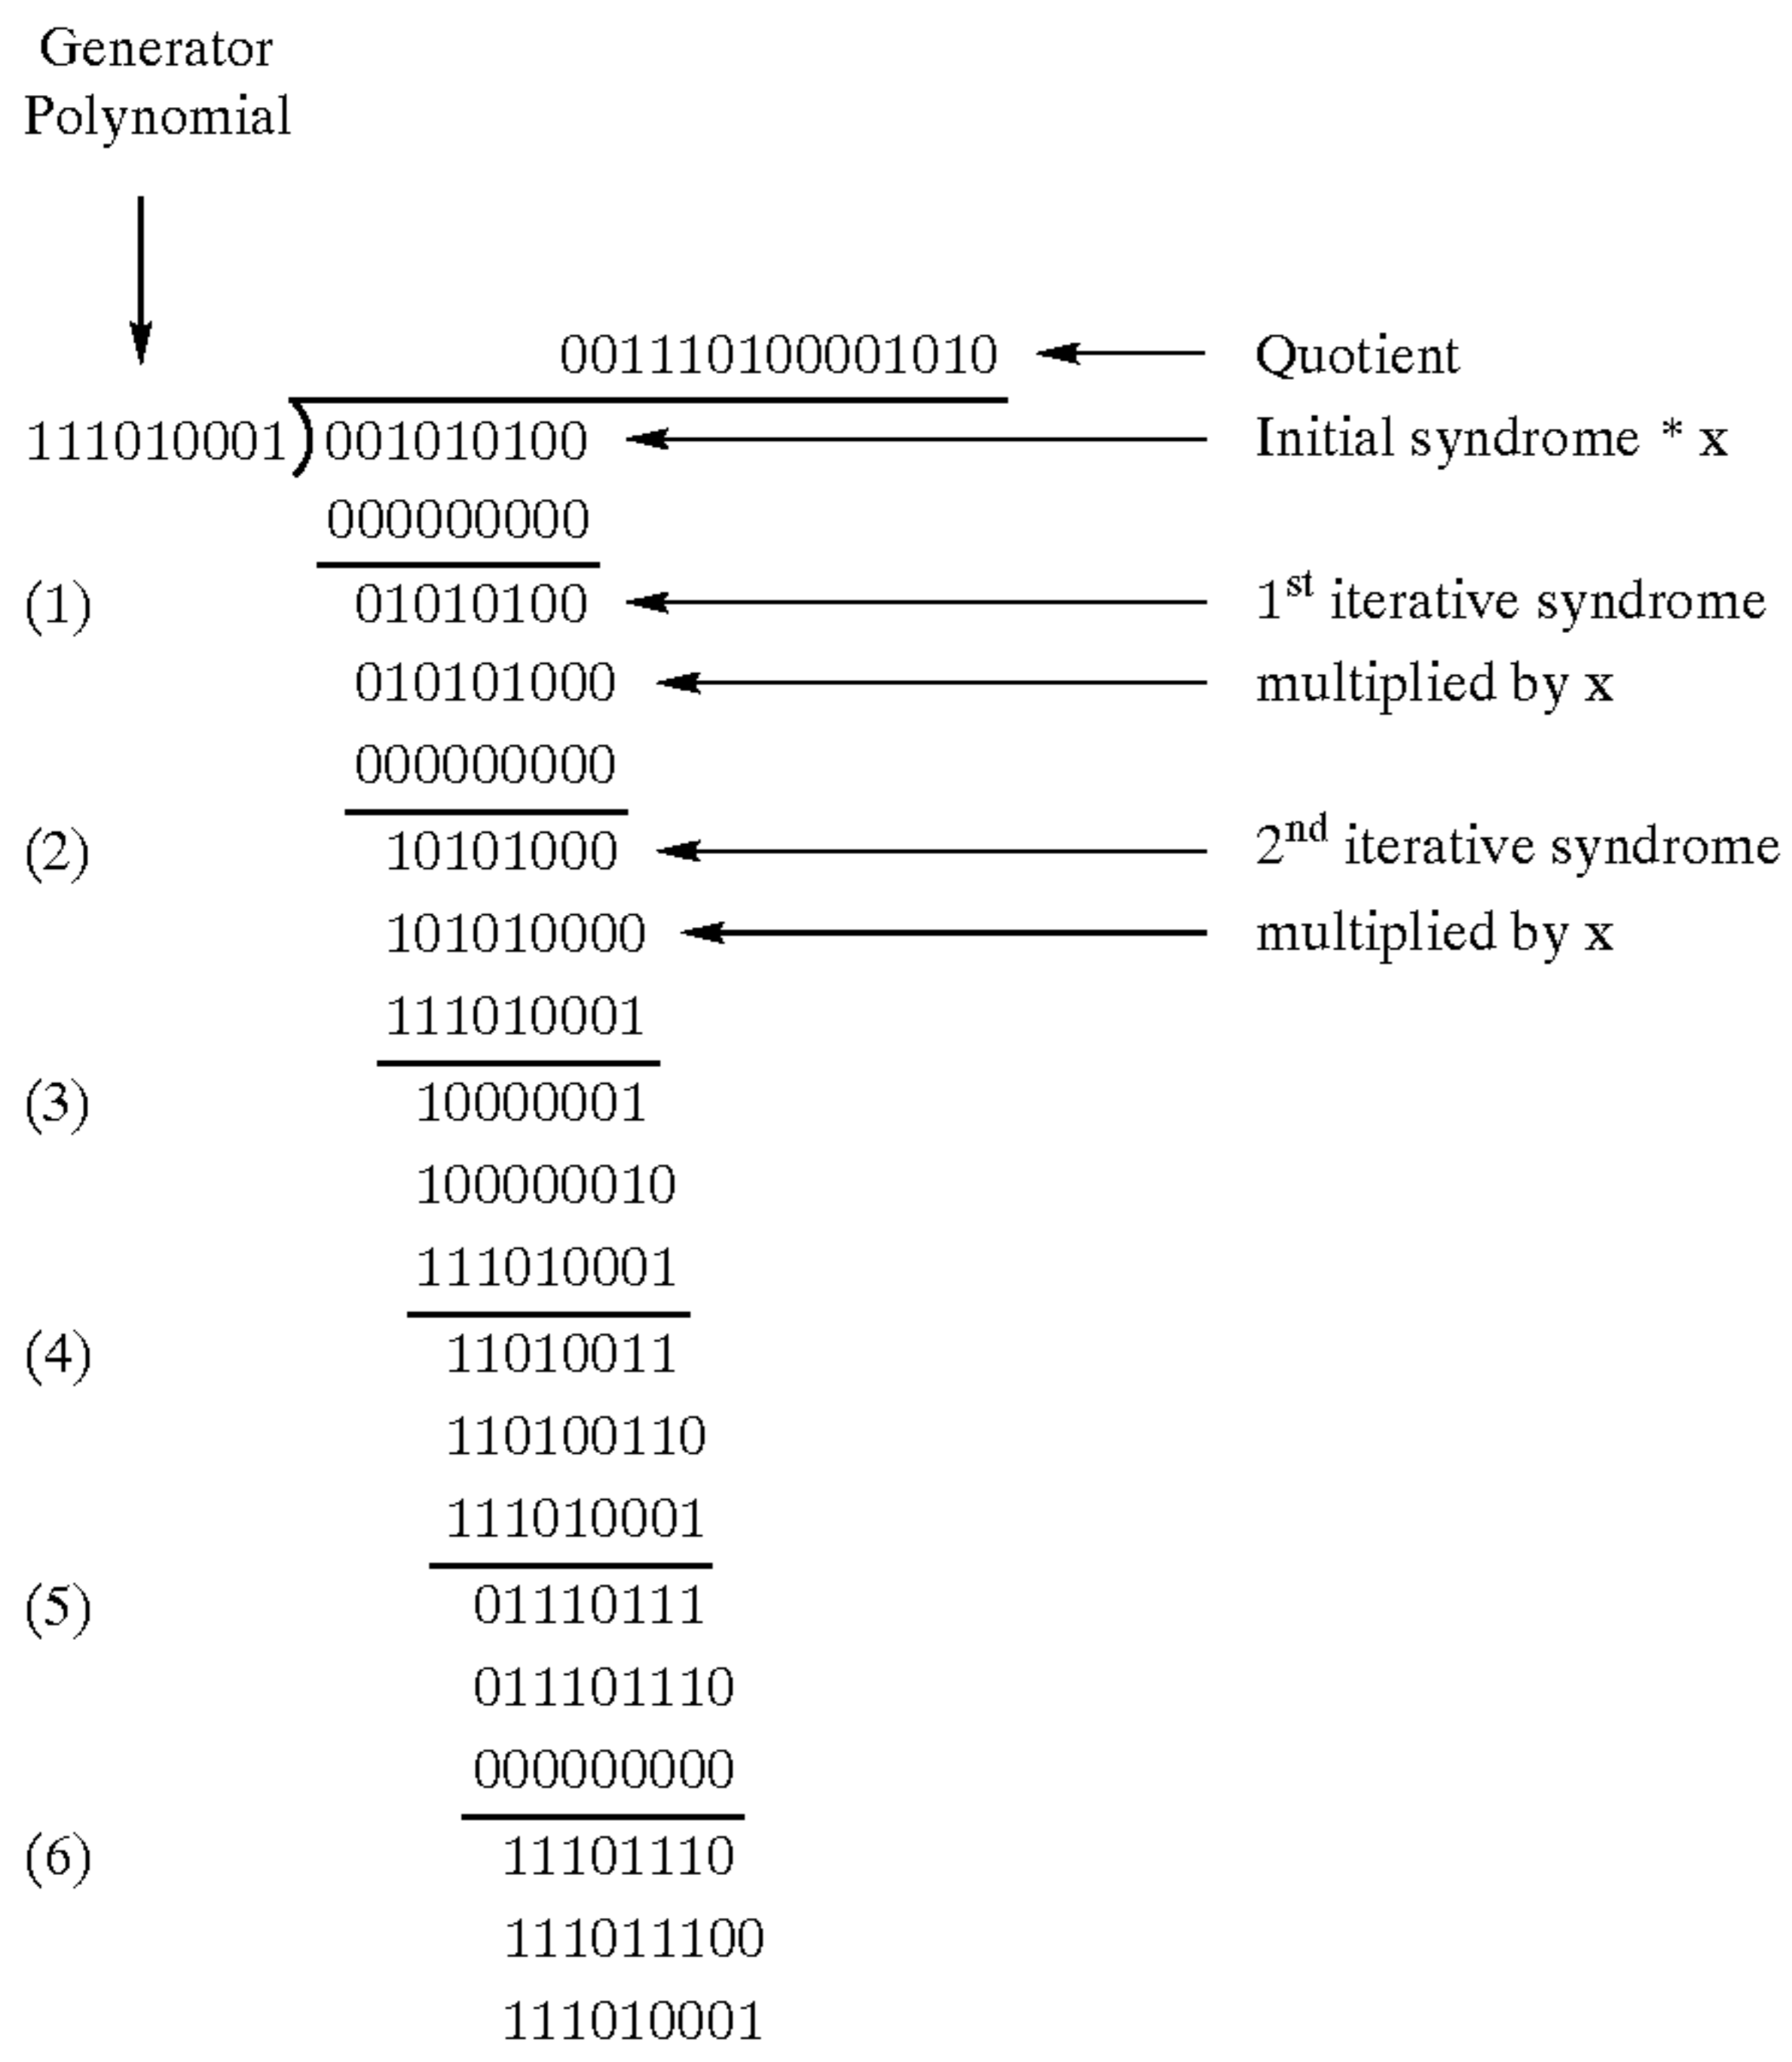 Generator
Polynomial
001110100001010 Quotient
111010001)001010100 Initial syndrome * x
000000000
(1) 01010100 1st iterative syndrome
010101000 multiplied by x
000000000
(2) 10101000 2nd iterative syndrome
101010000 multiplied by x
111010001
(3) 10000001
100000010
111010001
(4) 11010011
110100110
111010001
(5) 01110111
011101110
000000000
(6) 11101110
111011100
111010001